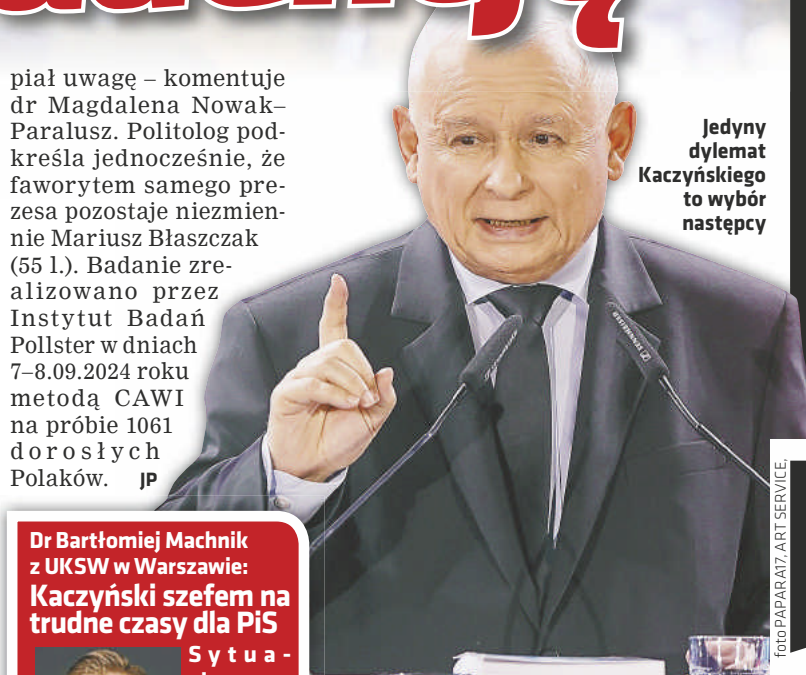 piał uwagę – komentuje
dr Magdalena Nowak–
Paralusz. Politolog pod-
kreśla jednocześnie, że
faworytem samego pre-
zesa pozostaje niezmien-
nie Mariusz Błaszczak
(55 l.). Badanie zre-
alizowano przez
Instytut Badań
Pollster w dniach
7–8.09.2024 roku
metodą CAWI
na próbie 1061
dorosłych
Polaków. JP
Jedyny
dylemat
Kaczyńskiego
to wybór
następcy
SENNHEISER
foto PAPARA17, ART SERVICE,
Dr Bartłomiej Machnik
z UKSW w Warszawie:
Kaczyński szefem na
trudne czasy dla PiS
Sytua-